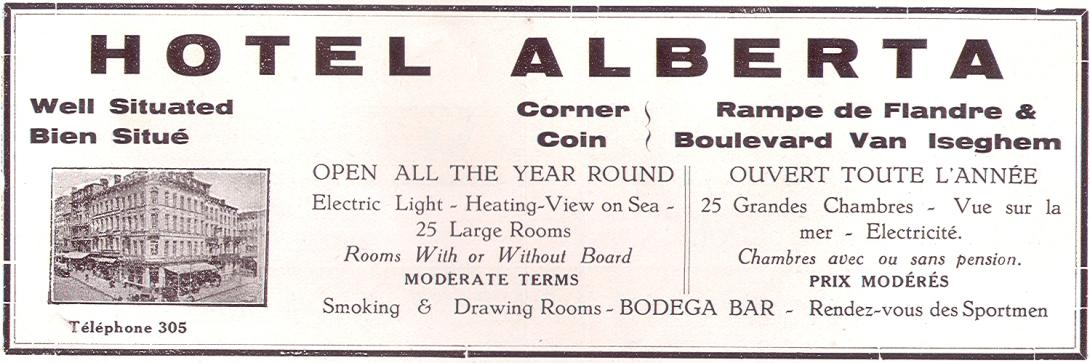 HOTEL ALBERTA
Well Situated
Bien Situé
Corner
Coin
Rampe de Flandre &
Boulevard Van Iseghem
OPEN ALL THE YEAR ROUND
Electric Light - Heating-View on Sea -
25 Large Rooms
Rooms With or Without Board
MODERATE TERMS
OUVERT TOUTE L'ANNÉE
25 Grandes Chambres - Vue sur la
mer - Electricité.
Chambres avec ou sans pension.
PRIX MODÉRÉS
Smoking & Drawing Rooms - BODEGA BAR - Rendez-vous des Sportmen
Téléphone 305